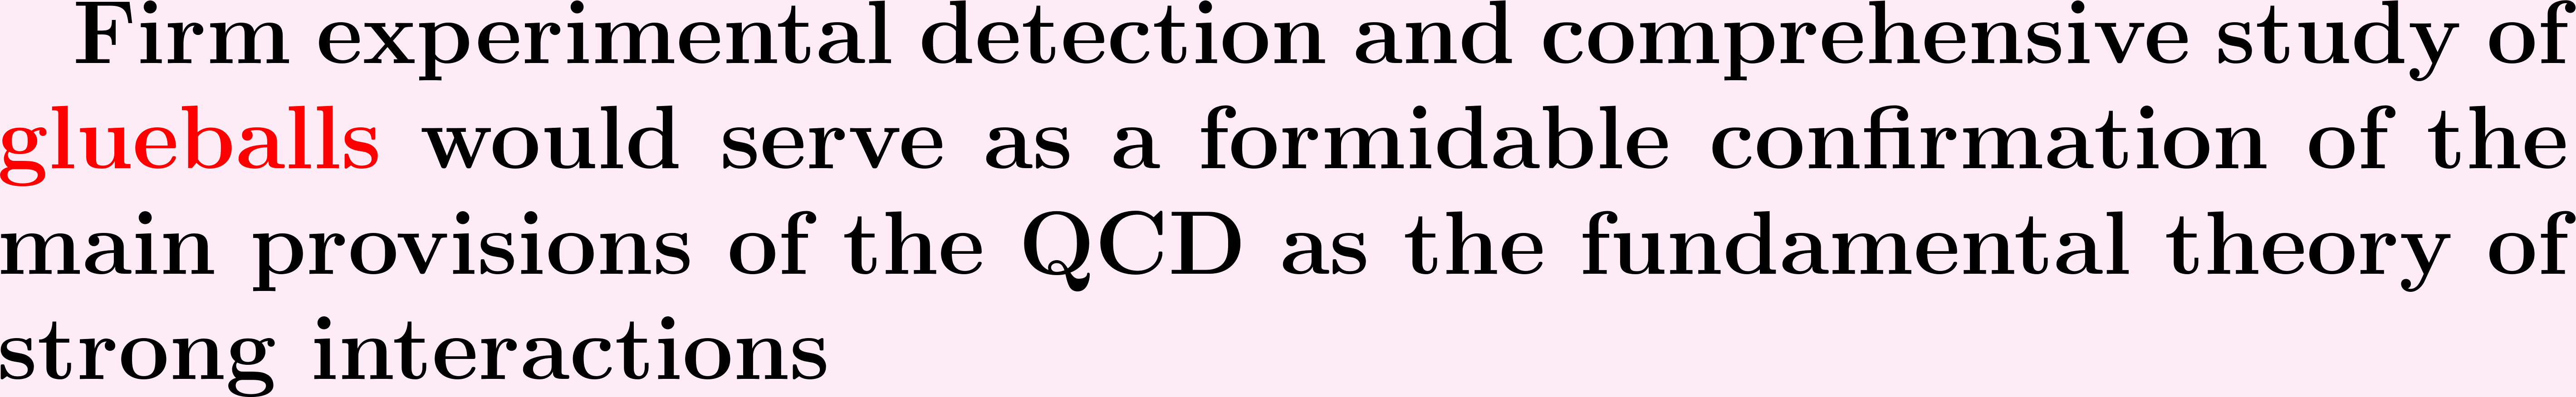 Firm experimental detection and comprehensive study of
glueballs would serve as a formidable confirmation of the
main provisions of the QCD as the fundamental theory of
strong interactions